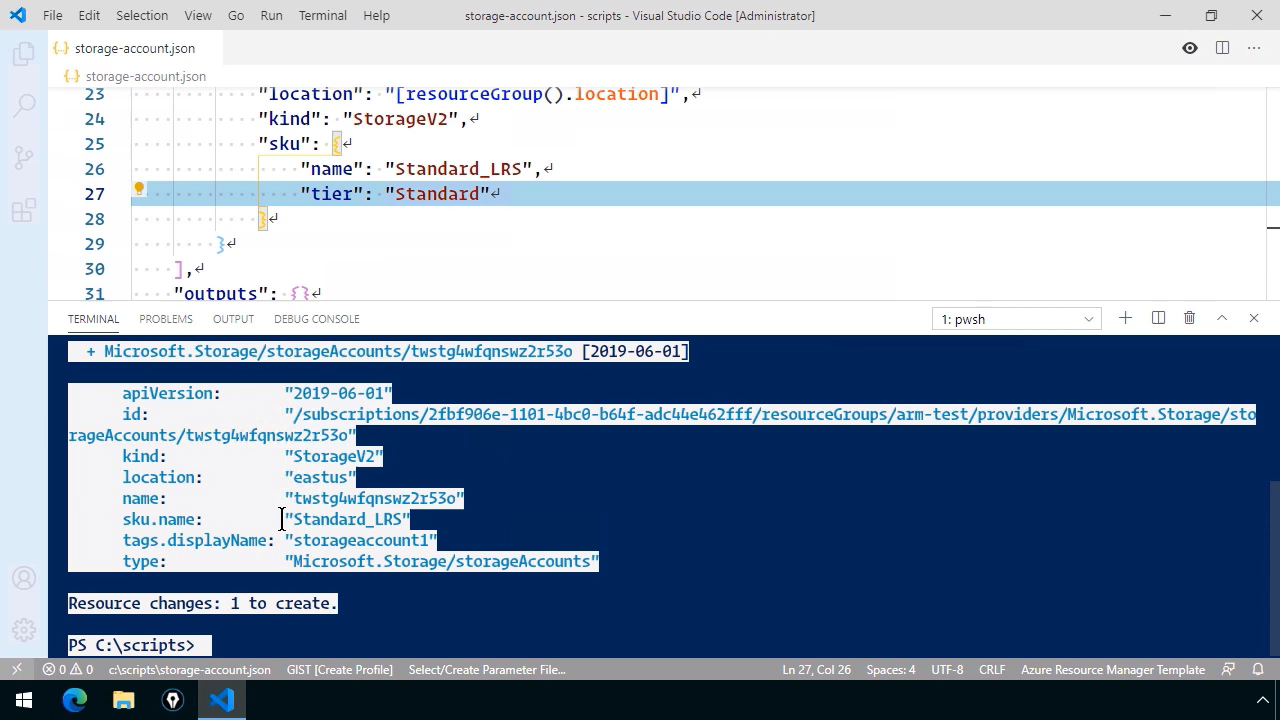 File Edit Selection View Go Run Terminal Help storage-account.json - scripts - Visual Studio Code [Administrator]
{..} storage-account.json
{..} storage-account.json
23 "location": "[resourceGroup().location]",
24 "kind": "StorageV2",
25 "sku": {
26 "name": "Standard_LRS",
27 "tier": "Standard"
28 }
29 }
30 ],
31 "outputs": {}
TERMINAL PROBLEMS OUTPUT DEBUG CONSOLE 1: pwsh
+ Microsoft.Storage/storageAccounts/twstg4wfqnswz2r53o [2019-06-01]
apiVersion: "2019-06-01"
id: "/subscriptions/2fbf906e-1101-4bc0-b64f-adc44e462fff/resourceGroups/arm-test/providers/Microsoft.Storage/sto
rageAccounts/twstg4wfqnswz2r53o"
kind: "StorageV2"
location: "eastus"
name: "twstg4wfqnswz2r53o"
sku.name: "Standard_LRS"
tags.displayName: "storageaccount1"
type: "Microsoft.Storage/storageAccounts"
Resource changes: 1 to create.
PS C:\scripts>
0 0 c:\scripts\storage-account.json GIST [Create Profile] Select/Create Parameter File... Ln 27, Col 26 Spaces: 4 UTF-8 CRLF Azure Resource Manager Template